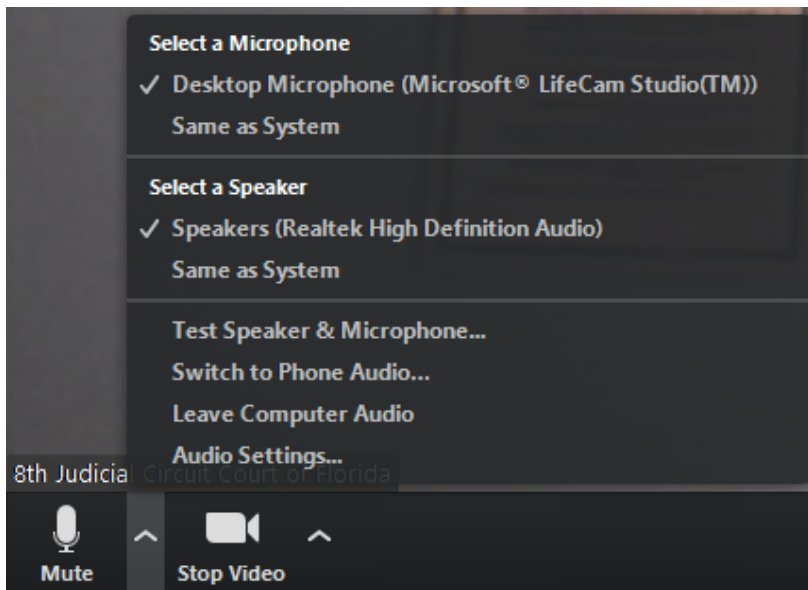 Select a Microphone
Desktop Microphone (Microsoft® LifeCam Studio(TM))
Same as System
Select a Speaker
Speakers (Realtek High Definition Audio)
Same as System
Test Speaker & Microphone...
Switch to Phone Audio...
Leave Computer Audio
Audio Settings...
8th Judicial Circuit Court of Florida
Mute
Stop Video